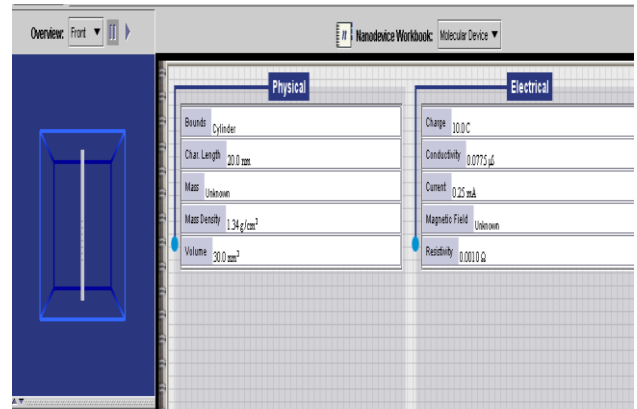 Overview: Front
n Nanodevice Workbook: Molecular Device
Physical
Bounds Cylinder
Char. Length 20.0 nm
Mass Unknown
Mass Density 1.34 g/cm³
Volume 30.0 nm³
Electrical
Charge 10.0 C
Conductivity 0.0775 µS
Current 0.25 mA
Magnetic Field Unknown
Resistivity 0.0010 Ω